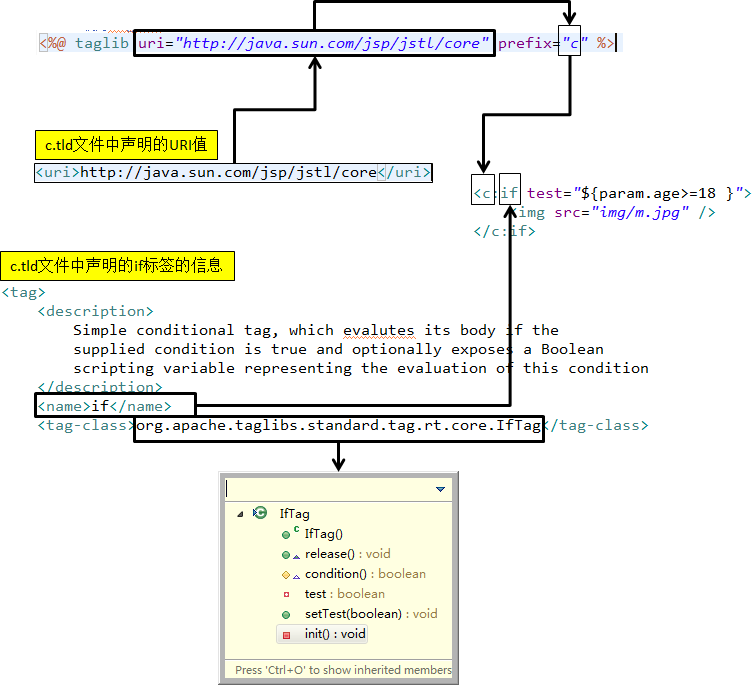 <%@ taglib uri="http://java.sun.com/jsp/jstl/core" prefix="c" %>
c.tld文件中声明的URI值
<uri>http://java.sun.com/jsp/jstl/core</uri>
<c:if test="${param.age>=18 }">
<img src="img/m.jpg" />
</c:if>
c.tld文件中声明的if标签的信息
<tag>
<description>
Simple conditional tag, which evalutes its body if the
supplied condition is true and optionally exposes a Boolean
scripting variable representing the evaluation of this condition
</description>
<name>if</name>
<tag-class>org.apache.taglibs.standard.tag.rt.core.IfTag</tag-class>
IfTag
IfTag()
release() : void
condition() : boolean
test : boolean
setTest(boolean) : void
init() : void
Press 'Ctrl+O' to show inherited members